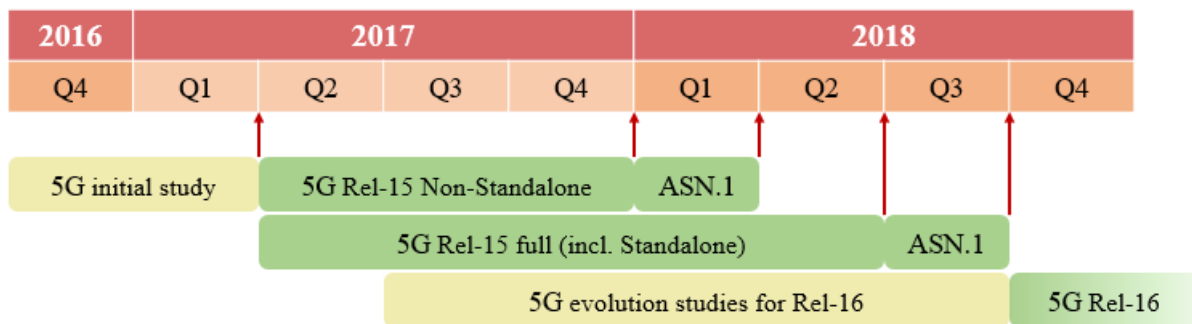 2016 2017 2018
Q4 Q1 Q2 Q3 Q4 Q1 Q2 Q3 Q4
5G initial study 5G Rel-15 Non-Standalone ASN.1
5G Rel-15 full (incl. Standalone) ASN.1
5G evolution studies for Rel-16 5G Rel-16